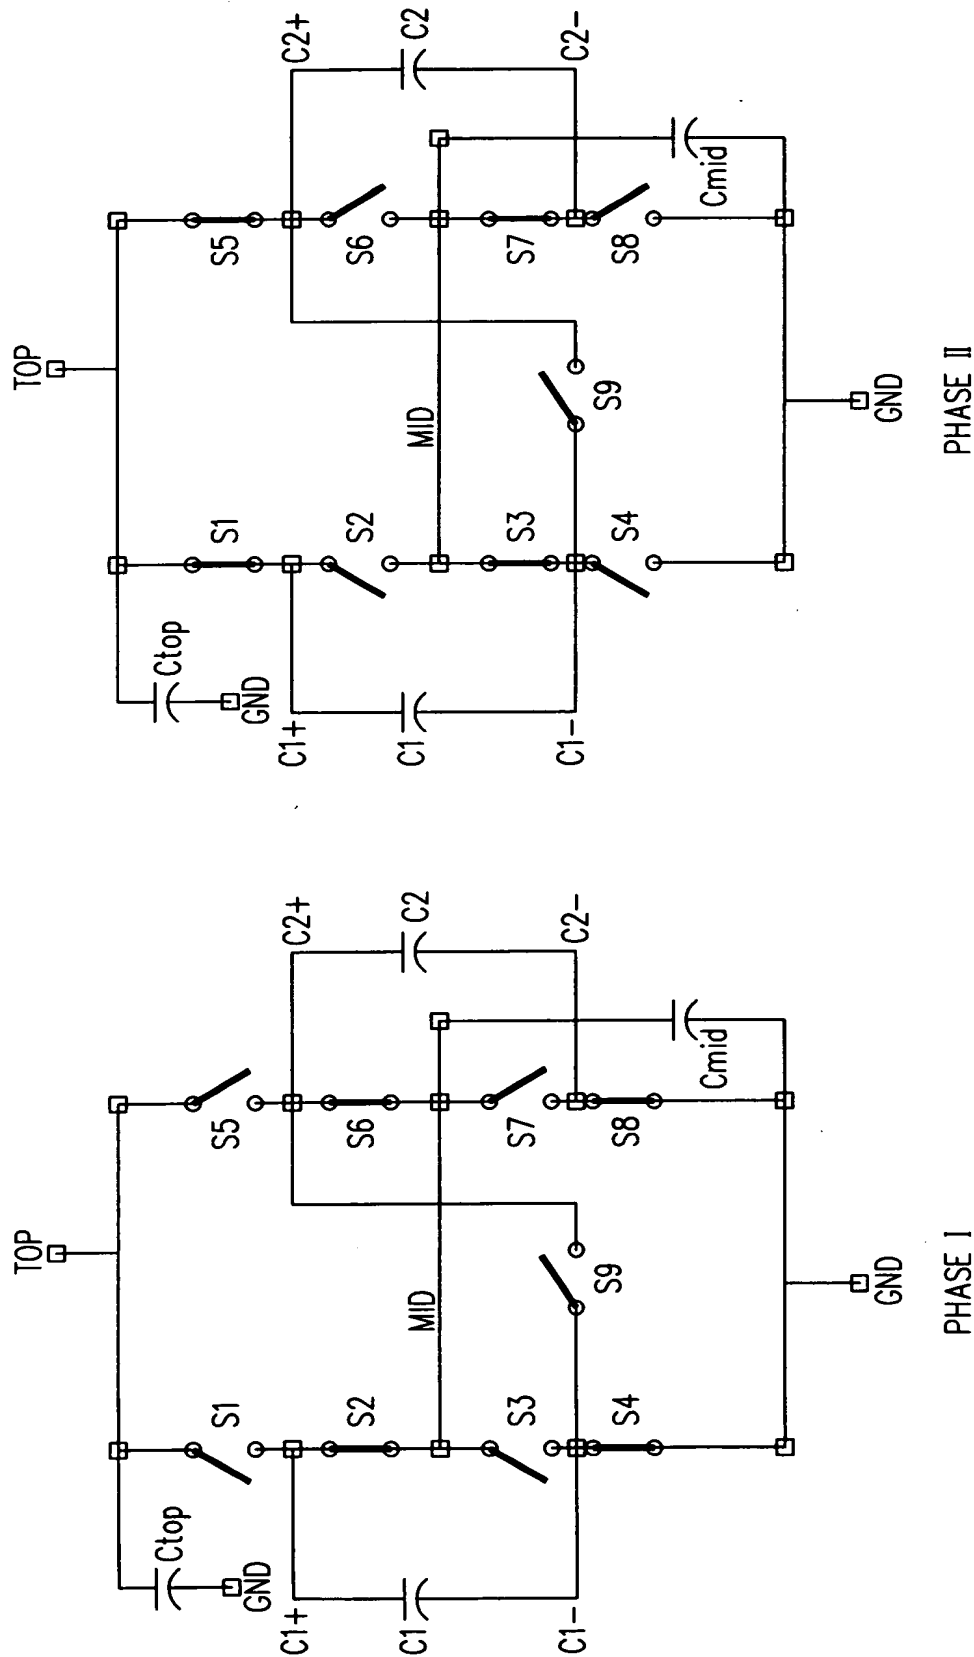 TOP
Ctop
GND
C1+
C1
C1-
S1
S2
S3
S4
MID
S9
S5
S6
S7
S8
C2+
C2
C2-
Cmid
GND
PHASE I
TOP
Ctop
GND
C1+
C1
C1-
S1
S2
S3
S4
MID
S9
S5
S6
S7
S8
C2+
C2
C2-
Cmid
GND
PHASE II